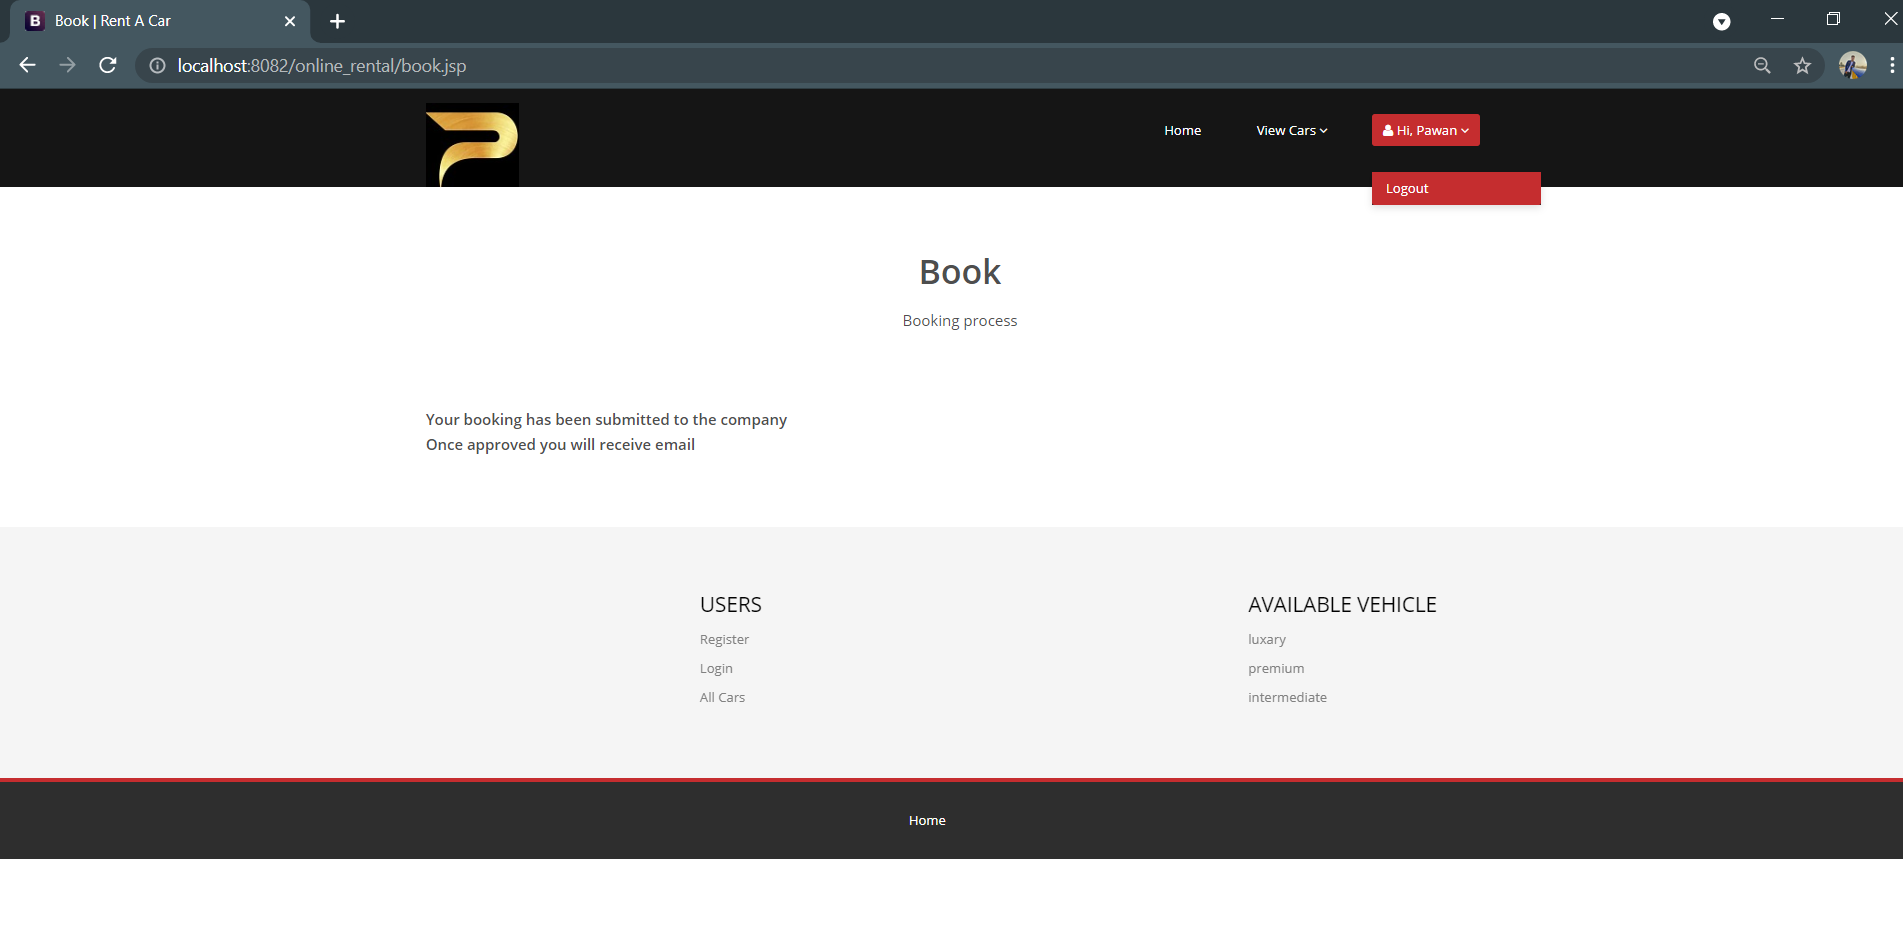 Book | Rent A Car
localhost:8082/online_rental/book.jsp
Home
View Cars
Hi, Pawan
Logout
Book
Booking process
Your booking has been submitted to the company
Once approved you will receive email
USERS
Register
Login
All Cars
AVAILABLE VEHICLE
luxary
premium
intermediate
Home